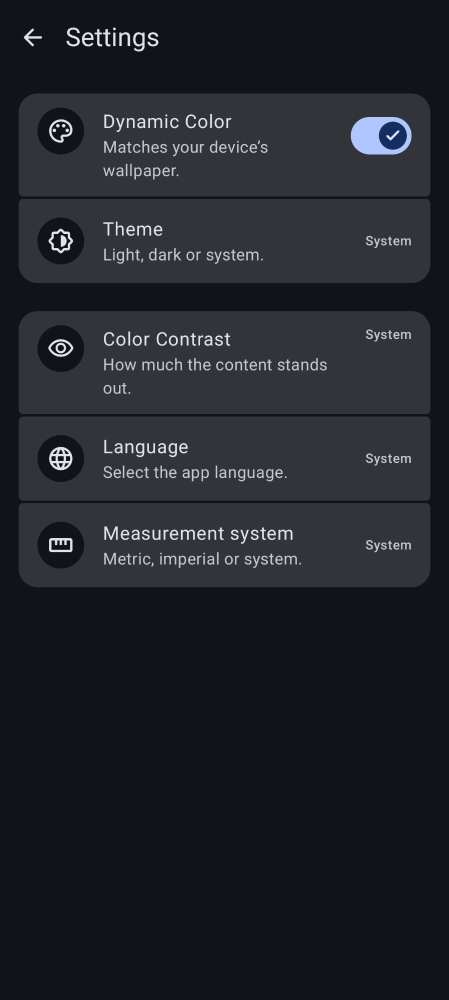 Settings
Dynamic Color
Matches your device's
wallpaper.
Theme
Light, dark or system.
System
Color Contrast
How much the content stands
out.
System
Language
Select the app language.
System
Measurement system
Metric, imperial or system.
System